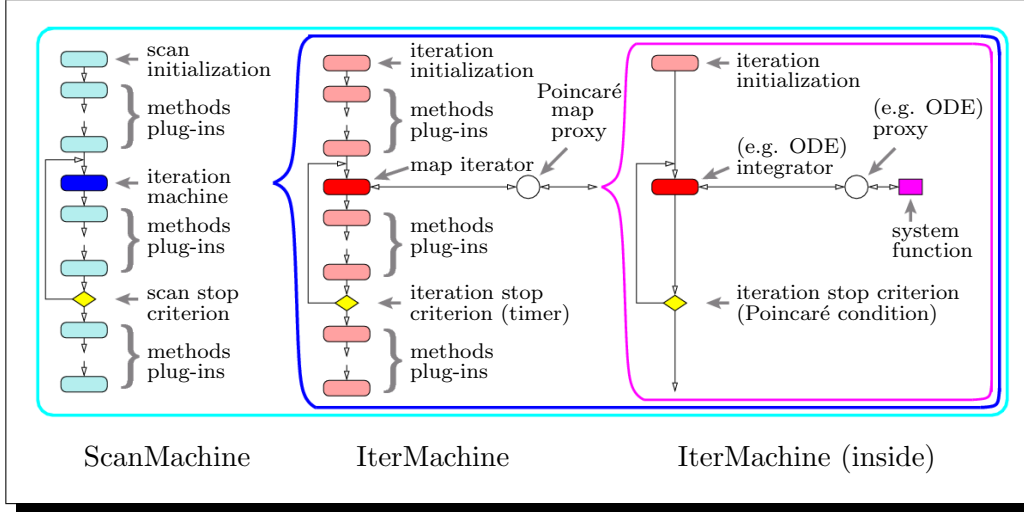 scan
initialization
methods
plug-ins
iteration
machine
methods
plug-ins
scan stop
criterion
methods
plug-ins
ScanMachine
iteration
initialization
Poincaré
map
proxy
methods
plug-ins
map iterator
methods
plug-ins
iteration stop
criterion (timer)
methods
plug-ins
IterMachine
iteration
initialization
(e.g. ODE)
proxy
(e.g. ODE)
integrator
system
function
iteration stop criterion
(Poincaré condition)
IterMachine (inside)